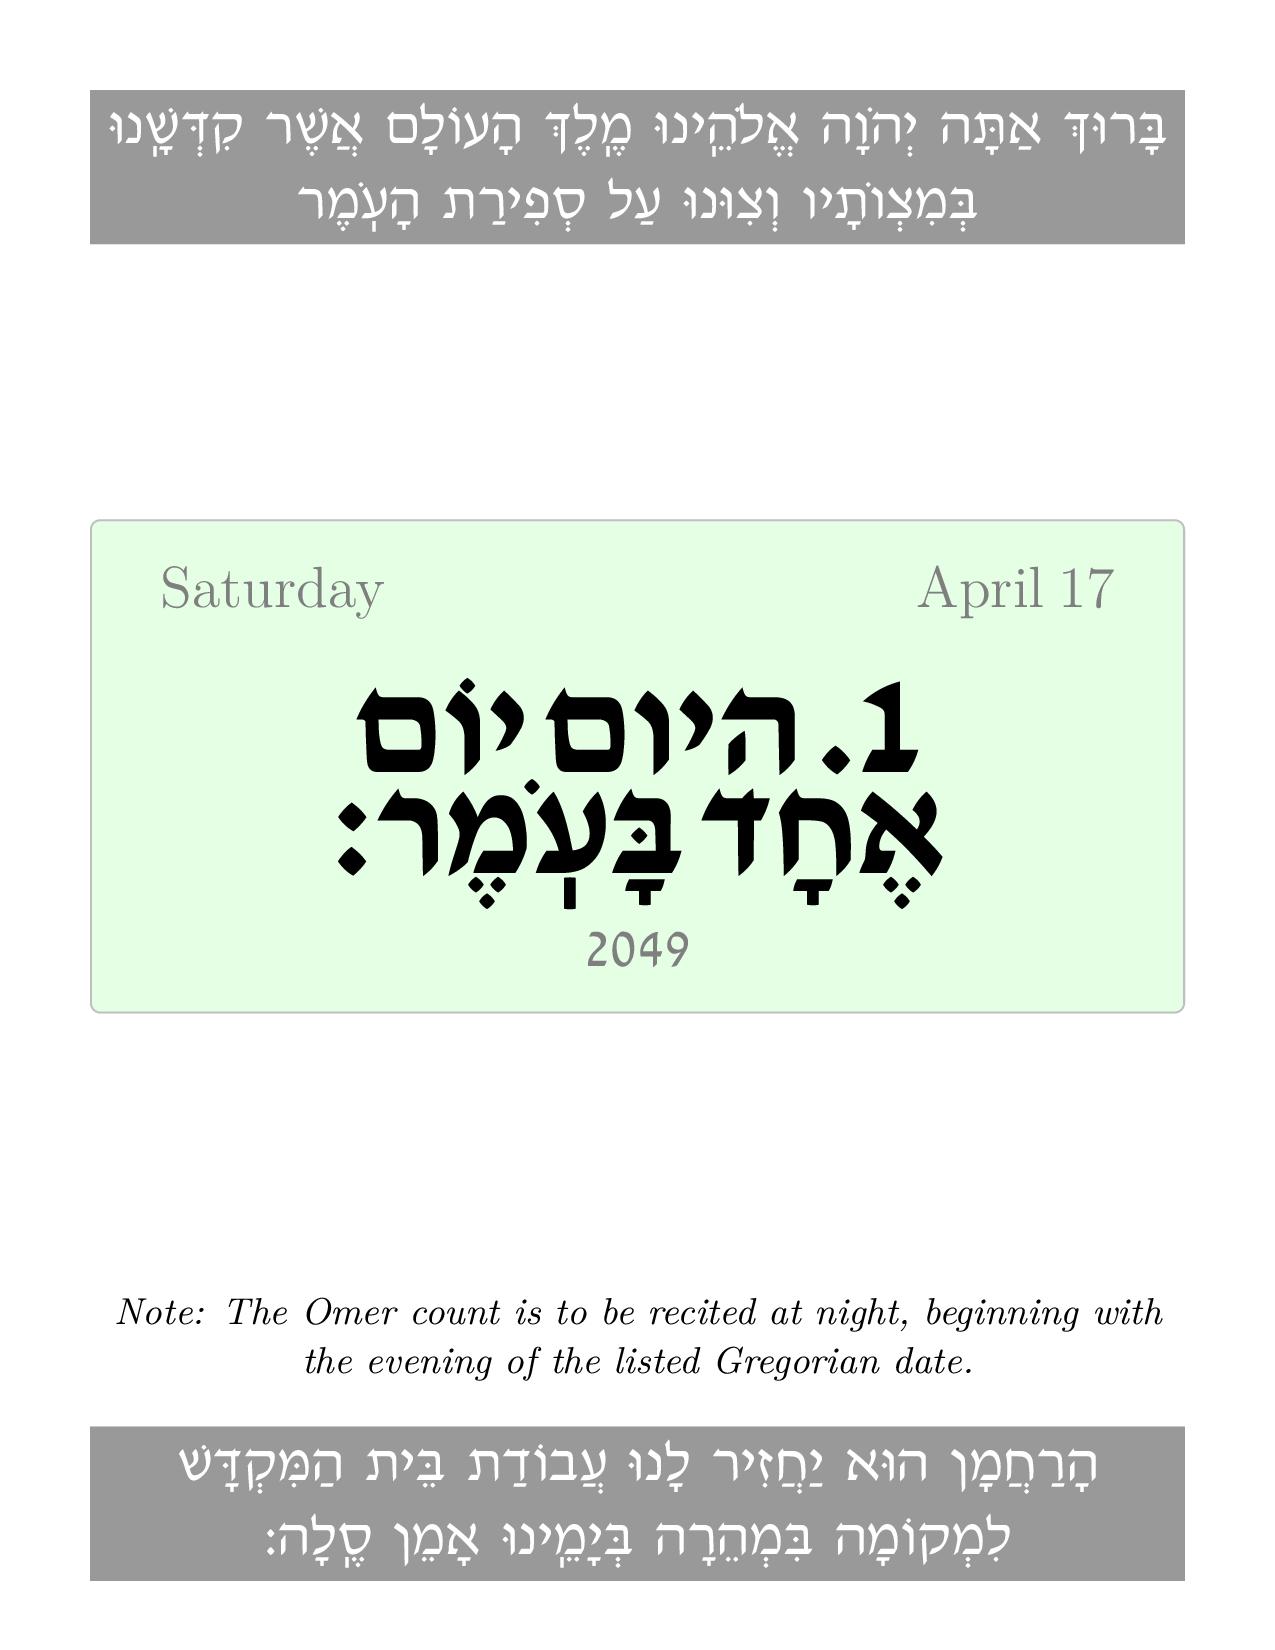 בָּרוּךְ אַתָּה יְהֹוָה אֱלֹהֵֽינוּ מֶֽלֶךְ הָעוֹלָם אֲשֶׁר קִדְּשָֽׁנוּ
בְּמִצְוֹתָיו וְצִוּנוּ עַל סְפִירַת הָעֹֽמֶר
Saturday April 17
1. היום יוֹם
אֶחָד בָּעֹֽמֶר:
2049
Note: The Omer count is to be recited at night, beginning with
the evening of the listed Gregorian date.
הָרַחֲמָן הוּא יַחֲזִיר לָנוּ עֲבוֹדַת בֵּית הַמִּקְדָּשׁ
לִמְקוֹמָה בִּמְהֵרָה בְּיָמֵֽינוּ אָמֵן סֶֽלָה: